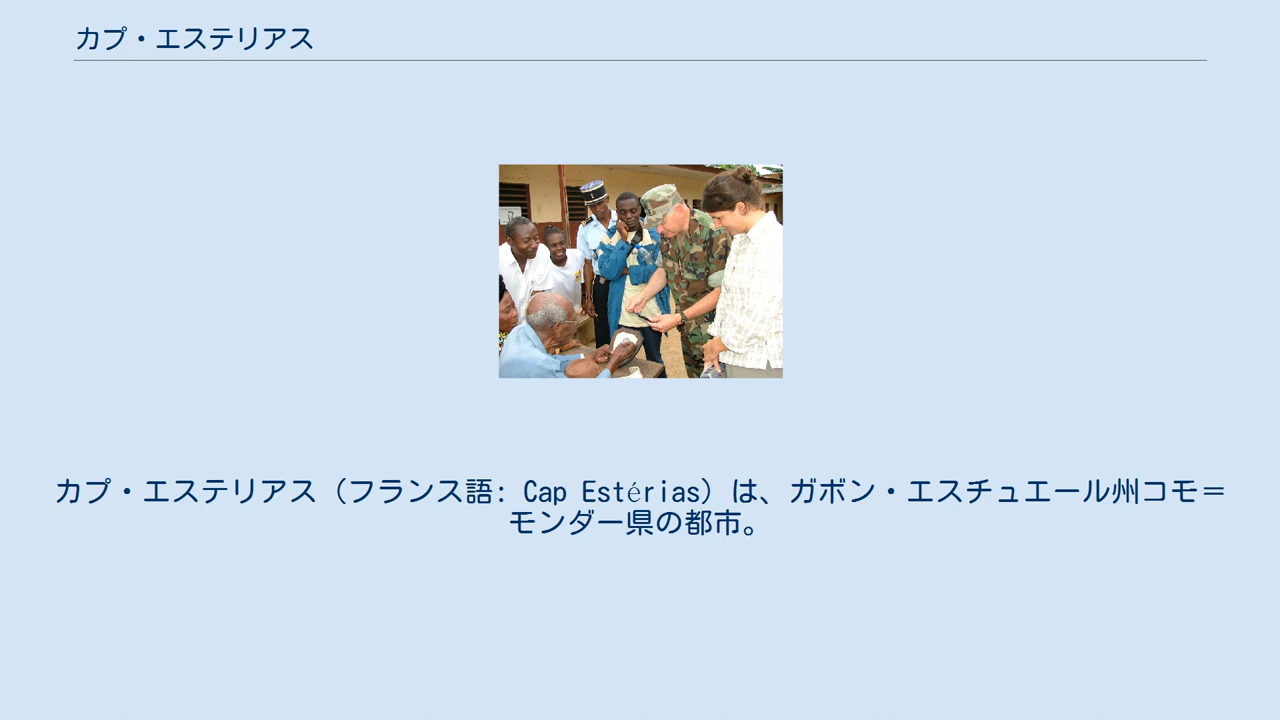 カプ・エステリアス
カプ・エステリアス（フランス語: Cap Estérias）は、ガボン・エスチュエール州コモ＝
モンダー県の都市。